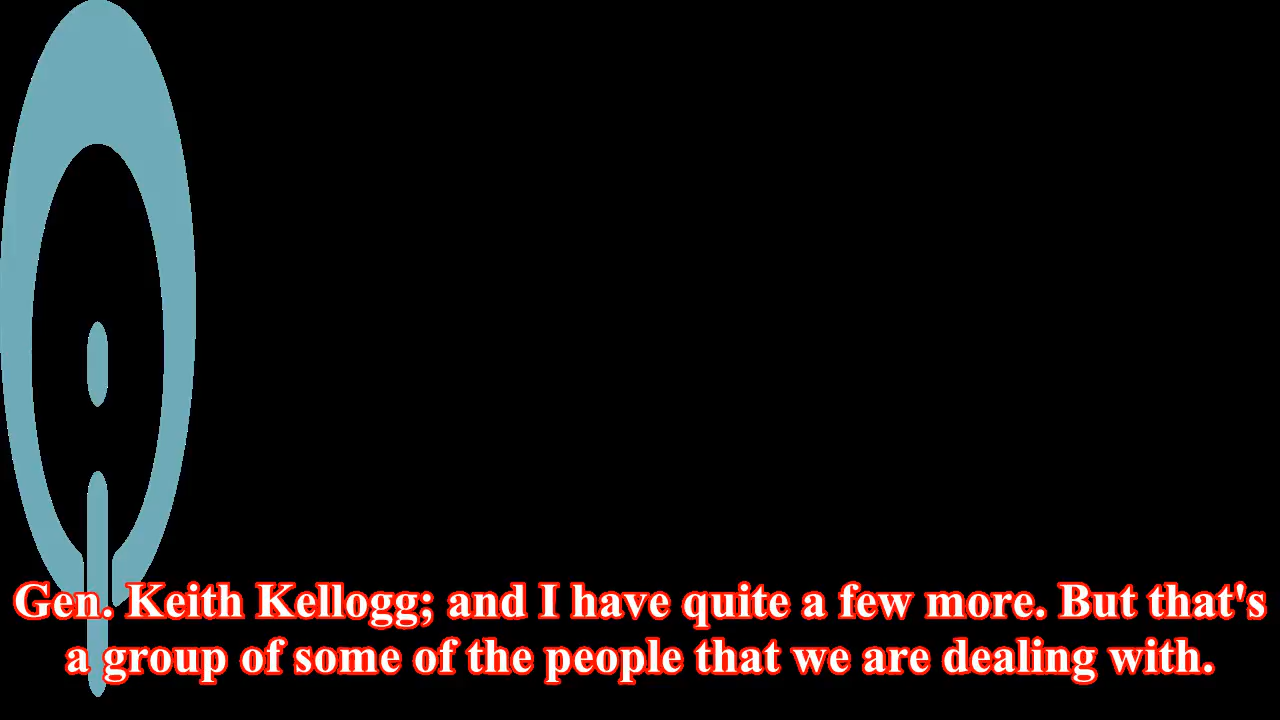 Gen. Keith Kellogg; and I have quite a few more. But that's
a group of some of the people that we are dealing with.